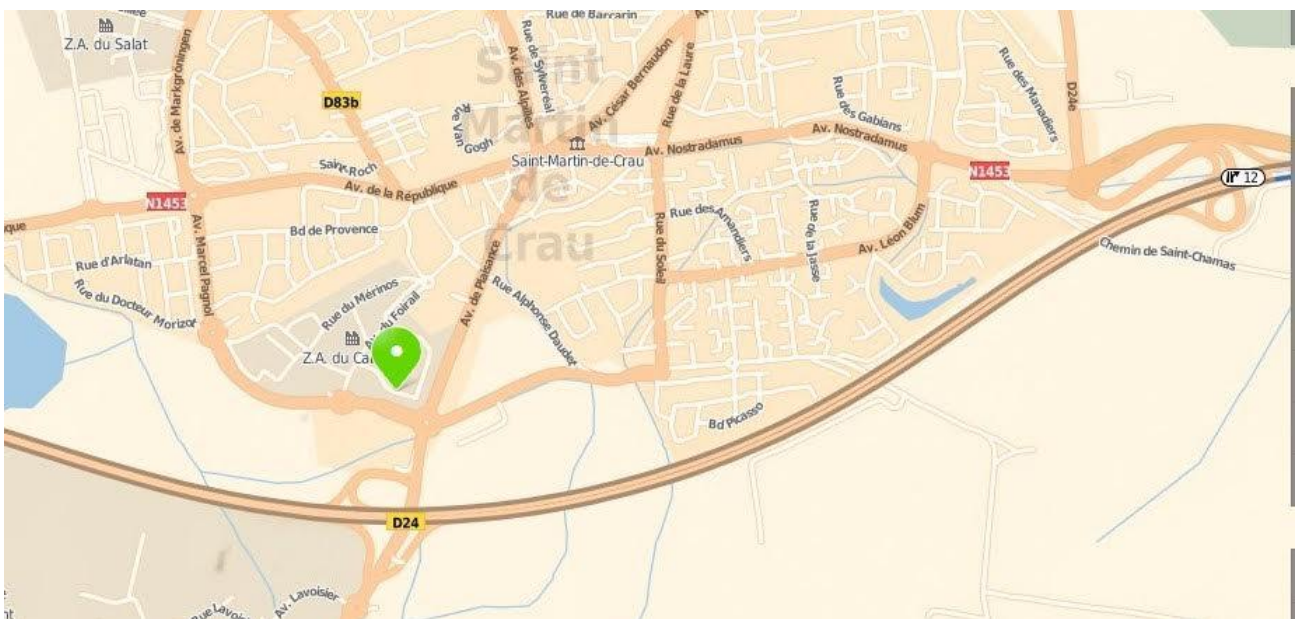 Z.A. du Salat
Rue de Barcarin
Av. de Markgröningen
Av. des Alpilles
Rue de Sylveréal
Av. César Bernaudon
Rue de la Laure
Rue des Manadiers
D24e
Saint
Martin
de
Crau
D83b
Rue Van
Gogh
Rue des Gabians
Saint-Martin-de-Crau
Av. Nostradamus
Av. Nostradamus
Av. de la République
N1453
N1453
12
Av. Marcel Pagnol
Bd de Provence
Av. de Plaisance
Rue du Soleil
Rue des Amandiers
Rue de la Jasse
Av. Léon Blum
Chemin de Saint-Chamas
Rue d'Arlatan
Rue du Docteur Morizot
Rue du Mérinos
Av. du Foirail
Rue Alphonse Daudet
Z.A. du
Bd Picasso
D24
Av. Lavoisier